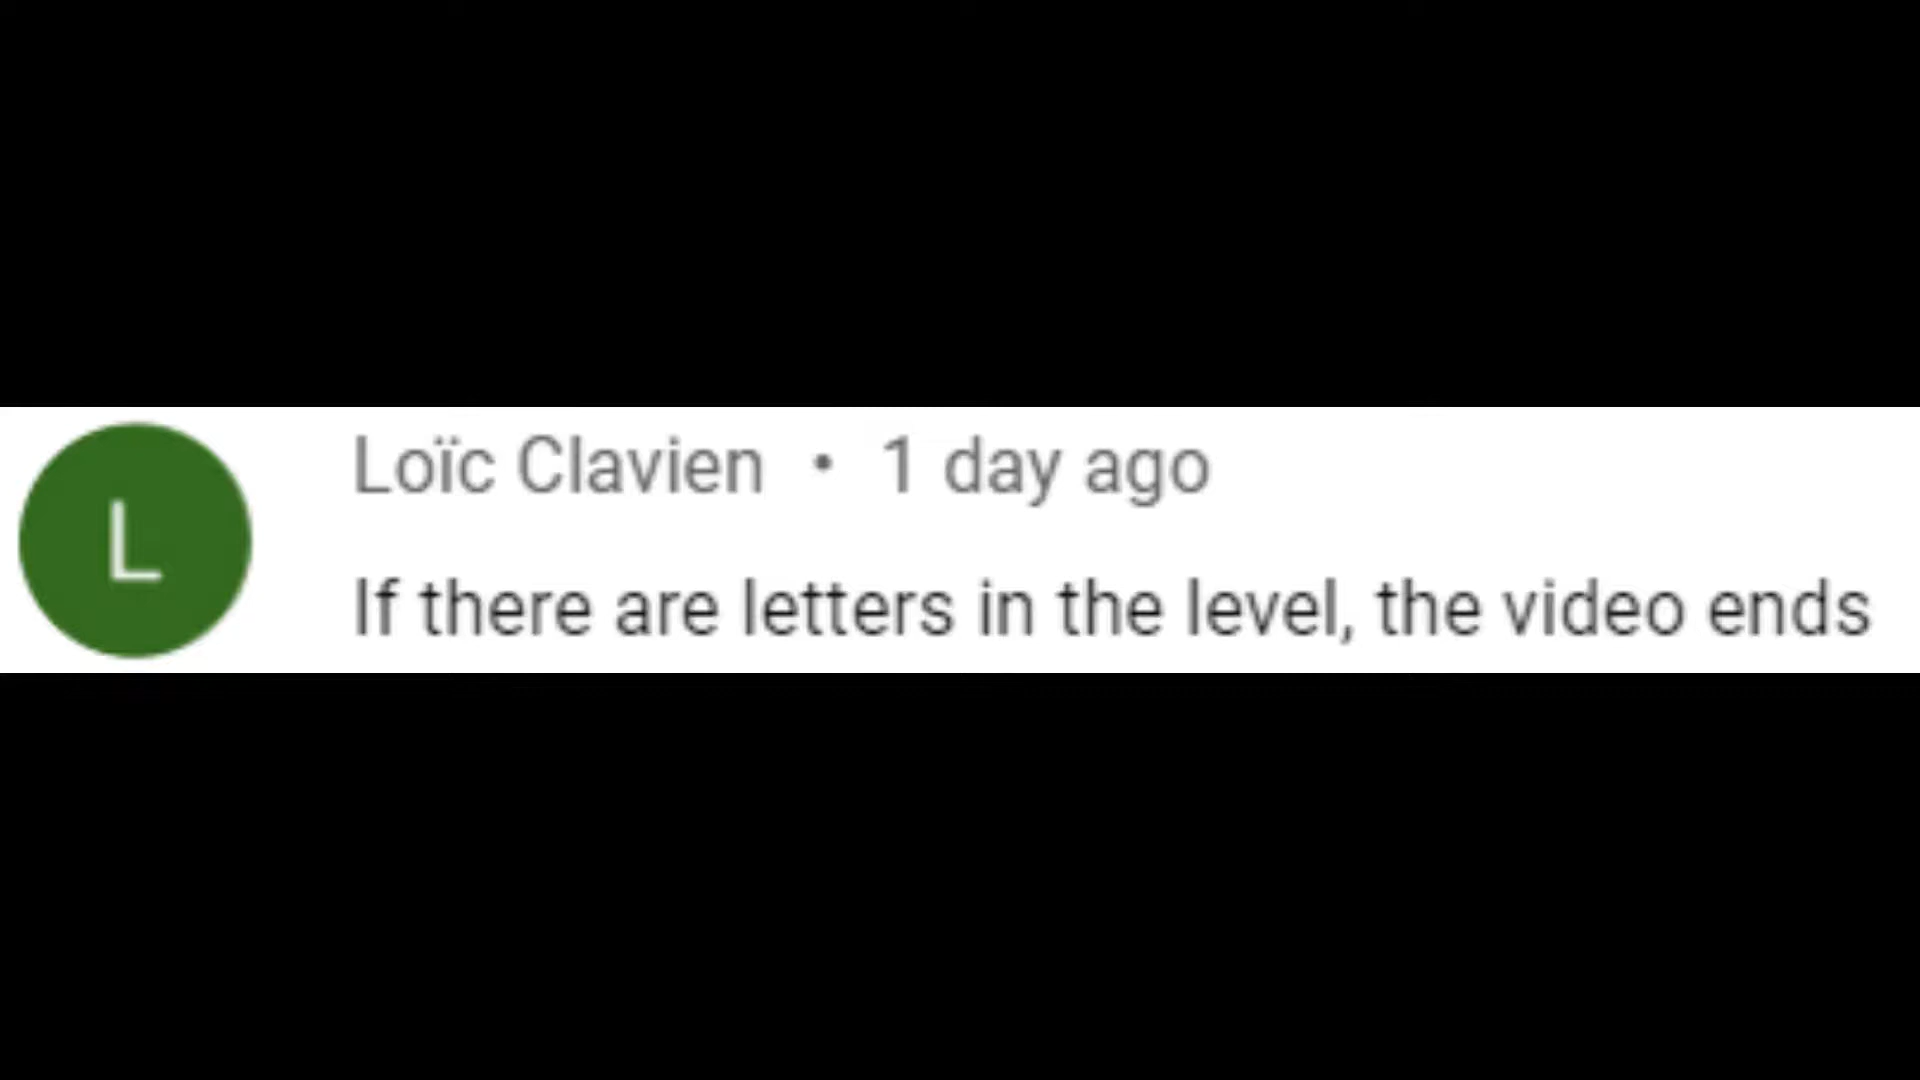 L
Loïc Clavien • 1 day ago
If there are letters in the level, the video ends